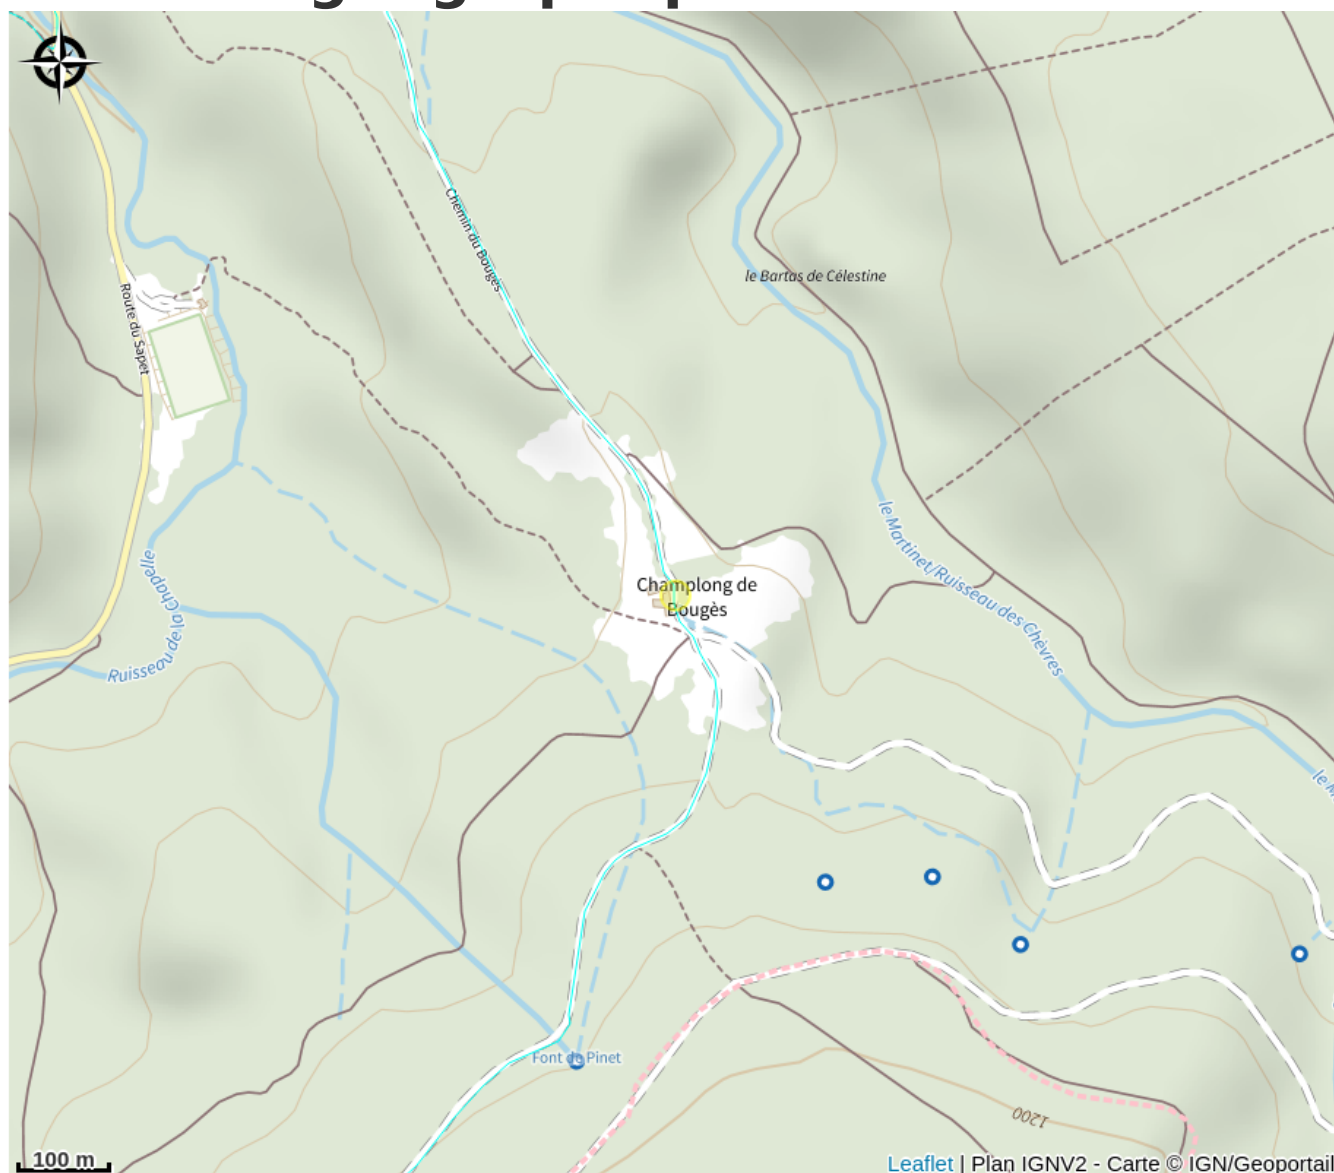 Chemin du Bougès
le Bartas de Célestine
Route du Sapet
le Martinet/Ruisseau des Chèvres
Champlong de
Bougès
Ruisseau de la Chapelle
Font de Pinet
1200
100 m
Leaflet | Plan IGNV2 - Carte © IGN/Geoportail